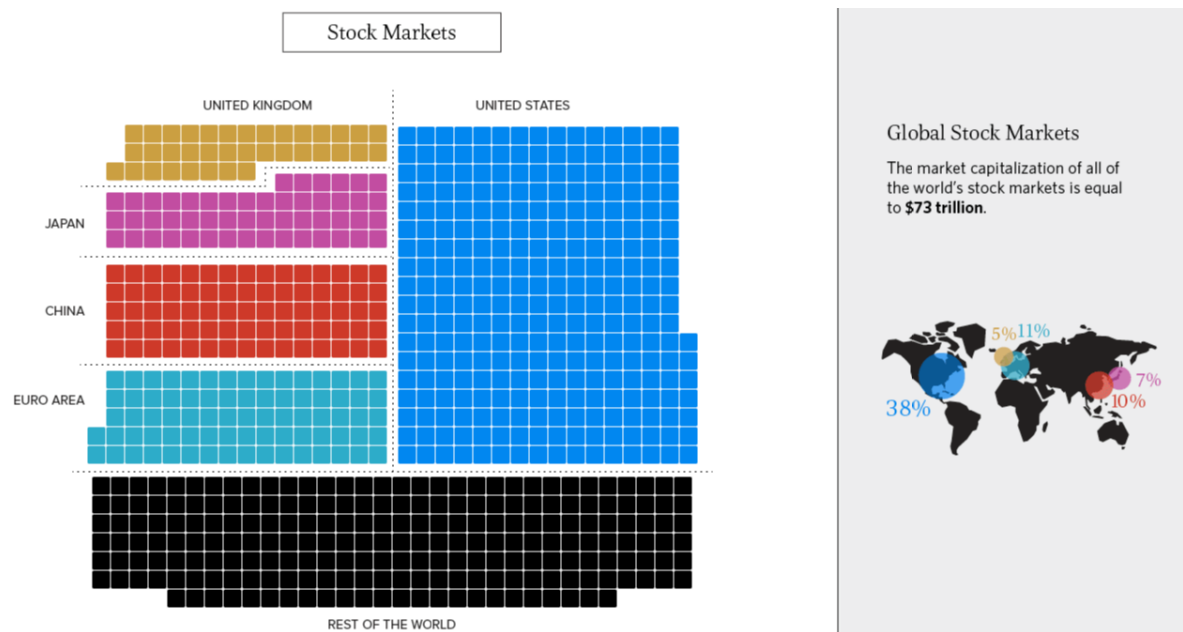 Stock Markets
UNITED KINGDOM
UNITED STATES
JAPAN
CHINA
EURO AREA
REST OF THE WORLD
Global Stock Markets
The market capitalization of all of
the world’s stock markets is equal
to $73 trillion.
5%
11%
7%
10%
38%